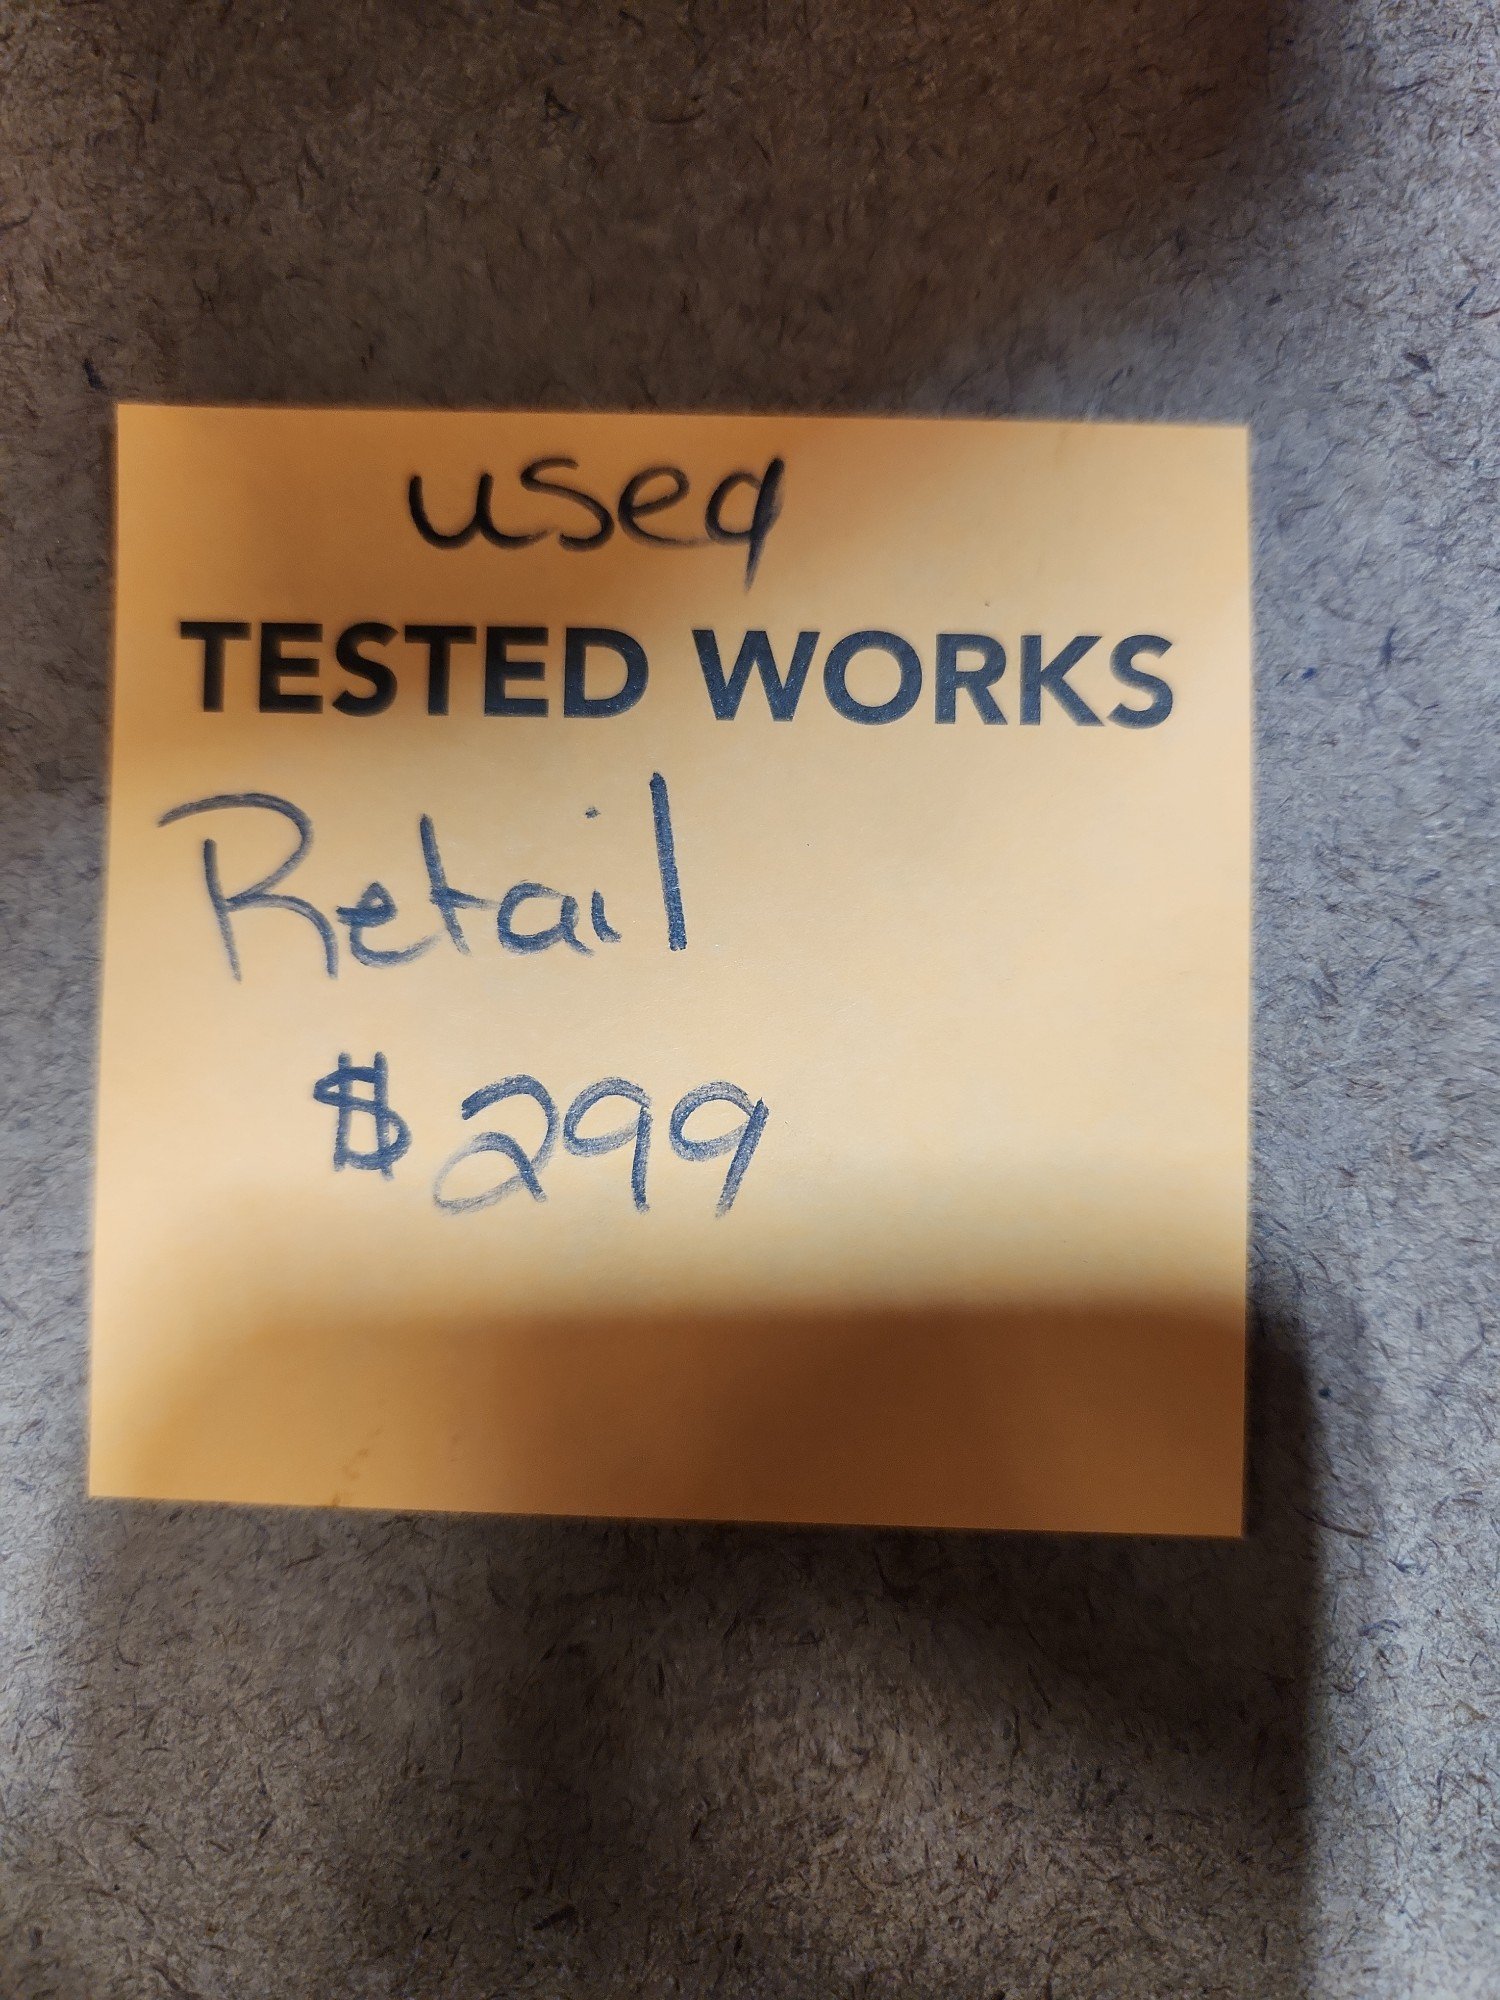 used
TESTED WORKS
Retail
$299